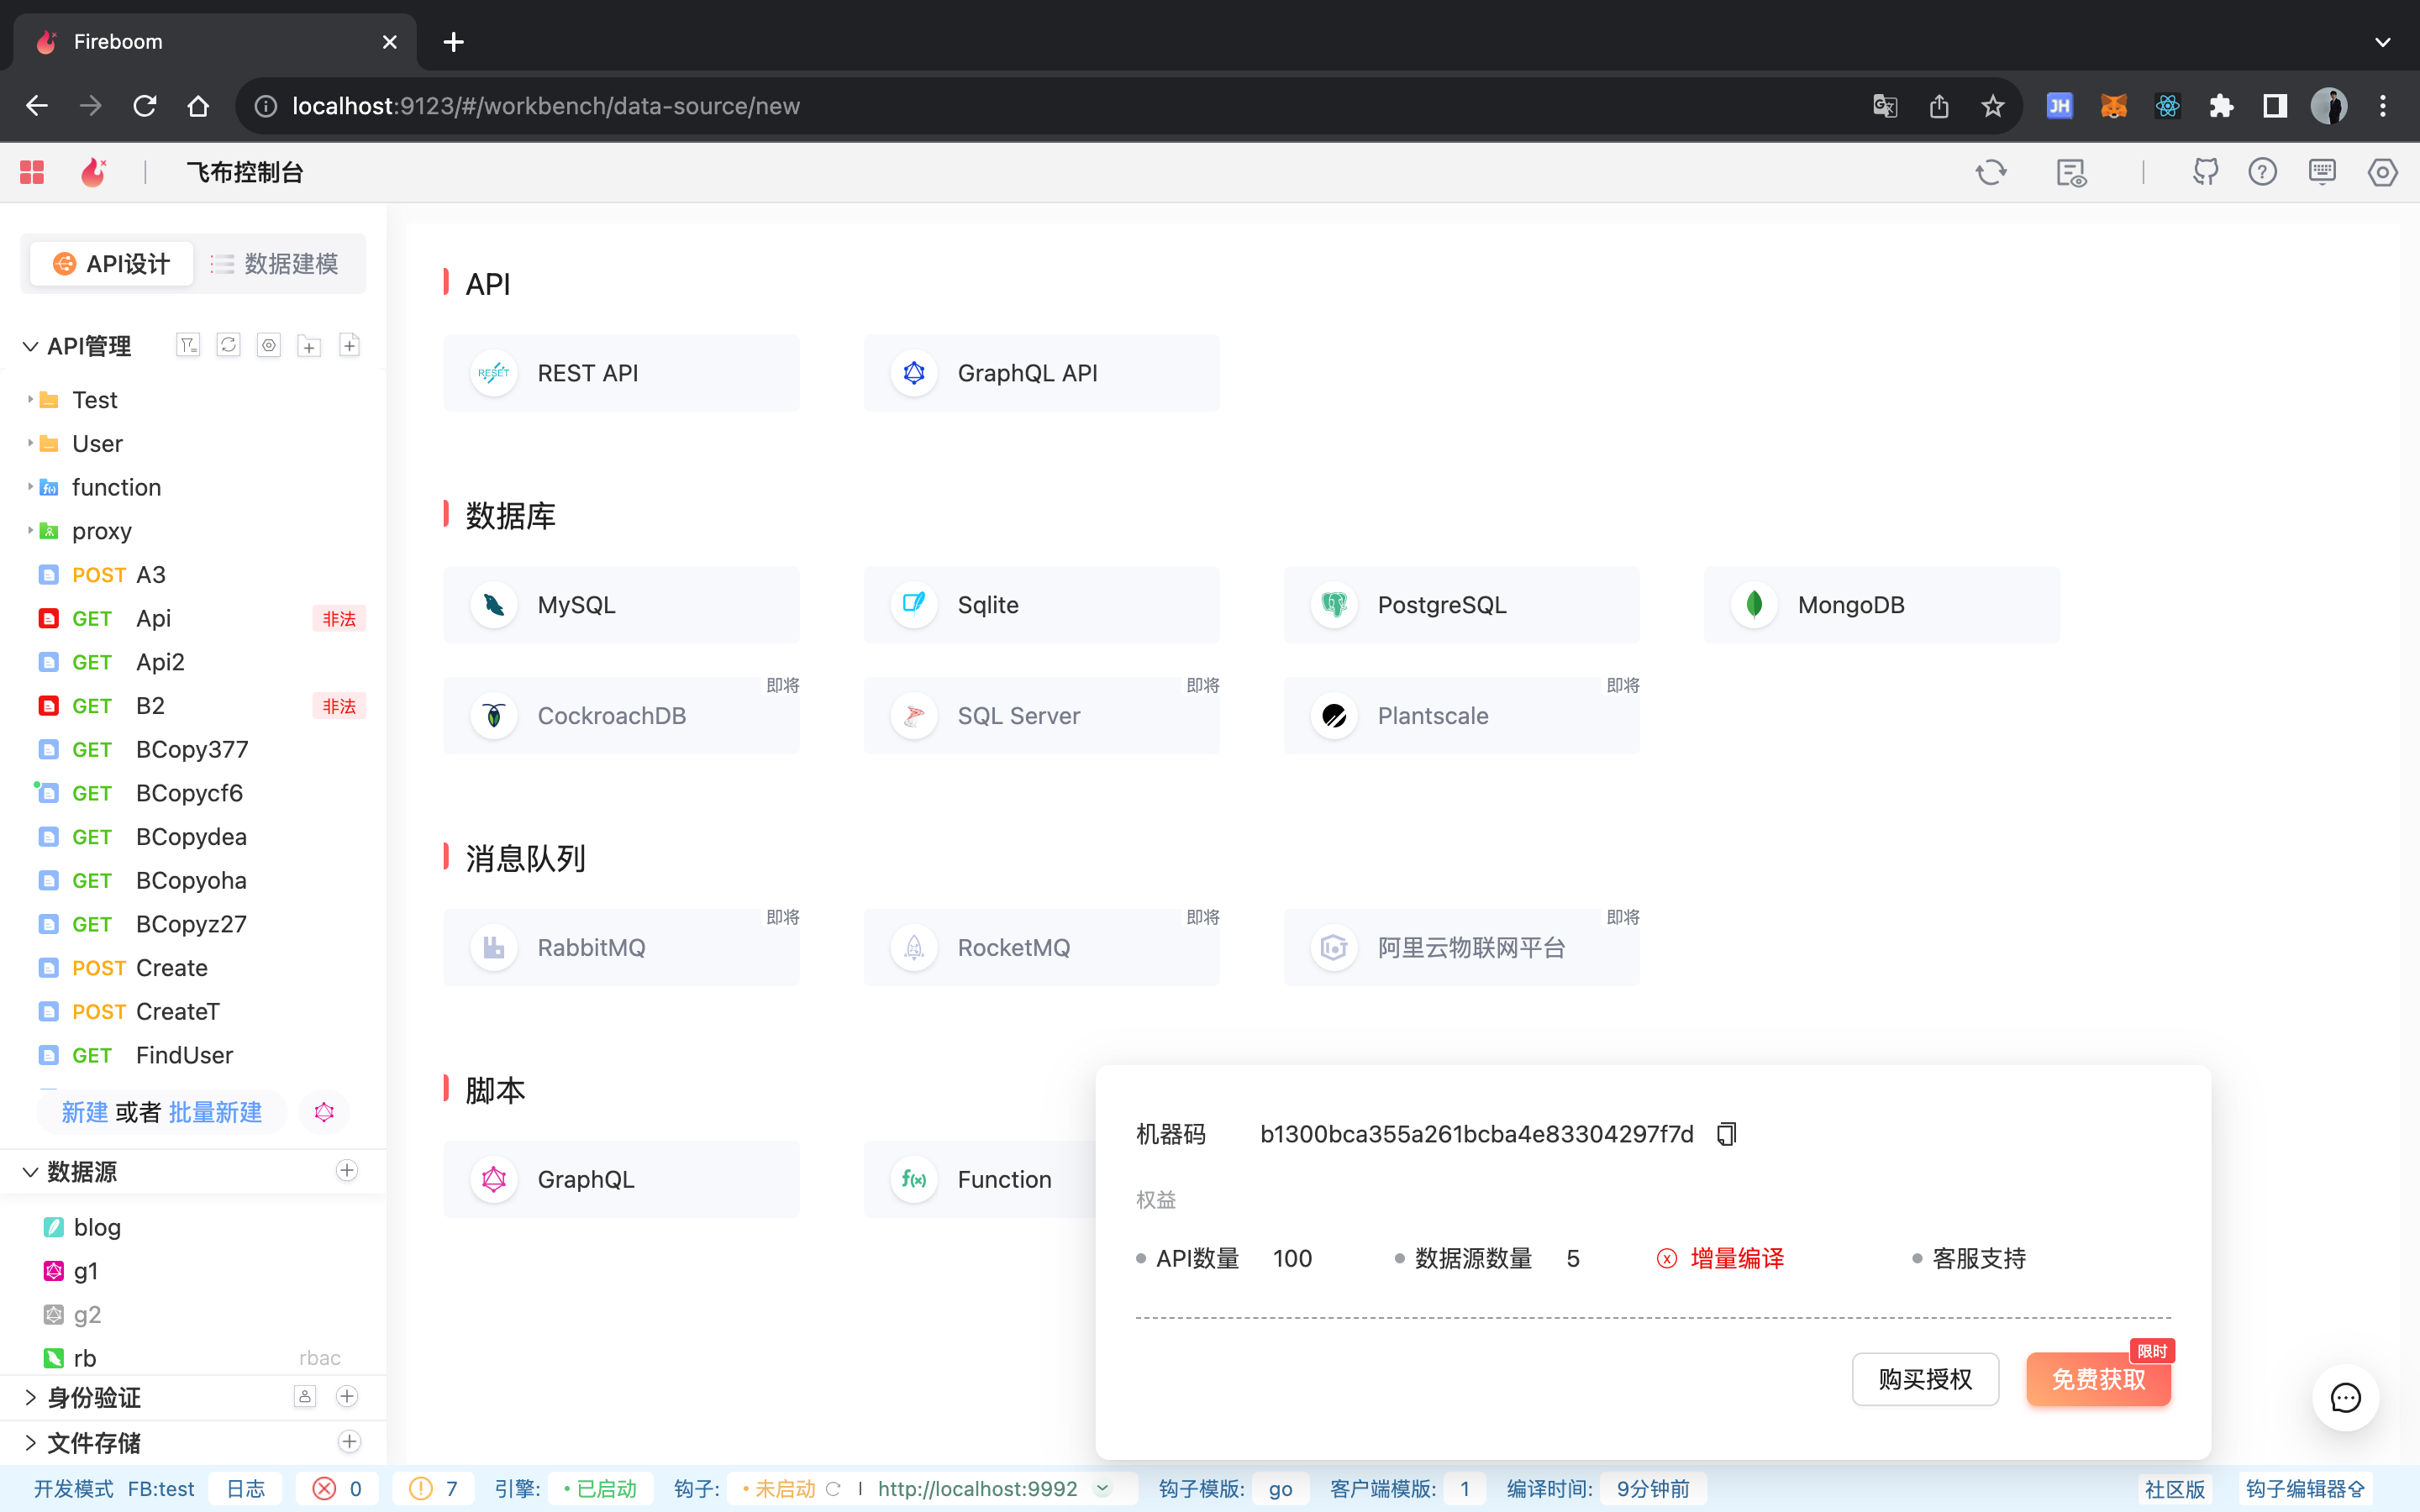 Fireboom
localhost:9123/#/workbench/data-source/new
JH
飞布控制台
API设计 数据建模
API管理
Test
User
function
proxy
POST A3
GET Api 非法
GET Api2
GET B2 非法
GET BCopy377
GET BCopycf6
GET BCopydea
GET BCopyoha
GET BCopyz27
POST Create
POST CreateT
GET FindUser
新建 或者 批量新建
数据源
blog
g1
g2
rb rbac
身份验证
文件存储
API
RESET REST API
GraphQL API
数据库
MySQL
Sqlite
PostgreSQL
MongoDB
CockroachDB 即将
SQL Server 即将
Plantscale 即将
消息队列
RabbitMQ 即将
RocketMQ 即将
阿里云物联网平台 即将
脚本
GraphQL
f(x) Function
机器码 b1300bca355a261bcba4e83304297f7d
权益
API数量 100 数据源数量 5 增量编译 客服支持
购买授权 免费获取 限时
开发模式 FB:test 日志 0 7 引擎: 已启动 钩子: 未启动 | http://localhost:9992 钩子模版: go 客户端模版: 1 编译时间: 9分钟前 社区版 钩子编辑器